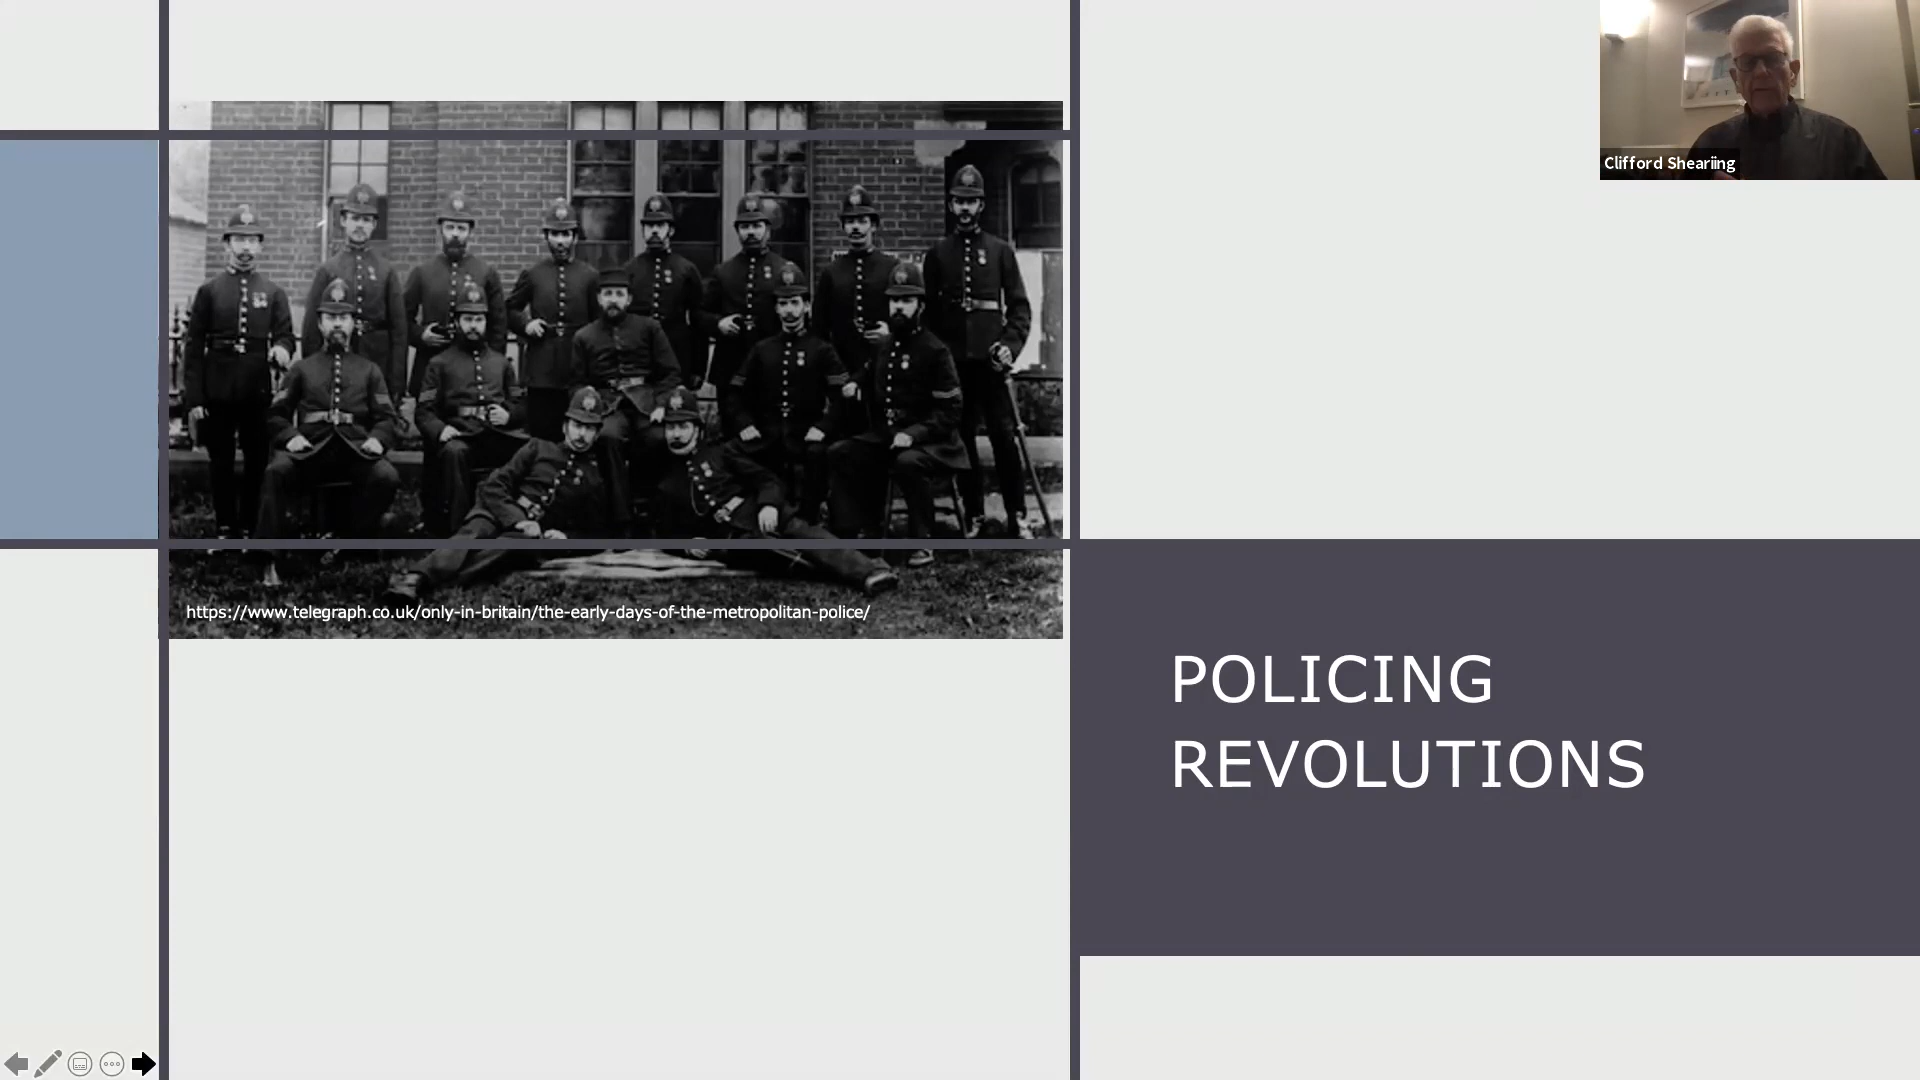 Clifford Sheariing
https://www.telegraph.co.uk/only-in-britain/the-early-days-of-the-metropolitan-police/
POLICING
REVOLUTIONS